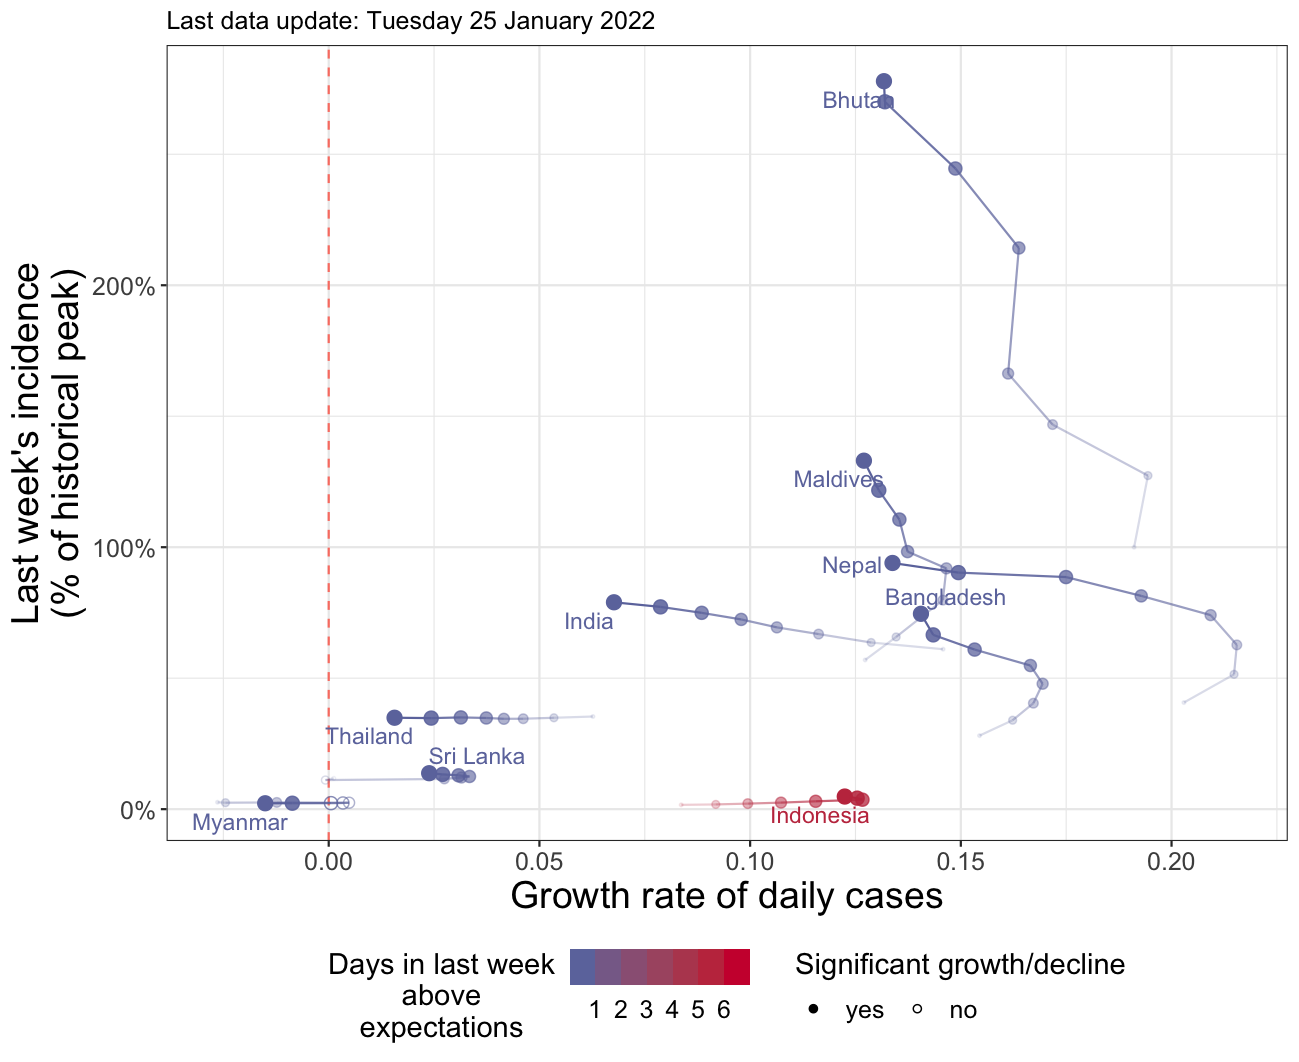 Last data update: Tuesday 25 January 2022
Last week's incidence
(% of historical peak)
200%
100%
0%
Bhutan
Maldives
Nepal
Bangladesh
India
Thailand
Sri Lanka
Myanmar
Indonesia
0.00 0.05 0.10 0.15 0.20
Growth rate of daily cases
Days in last week
above
expectations
1 2 3 4 5 6
Significant growth/decline
yes no